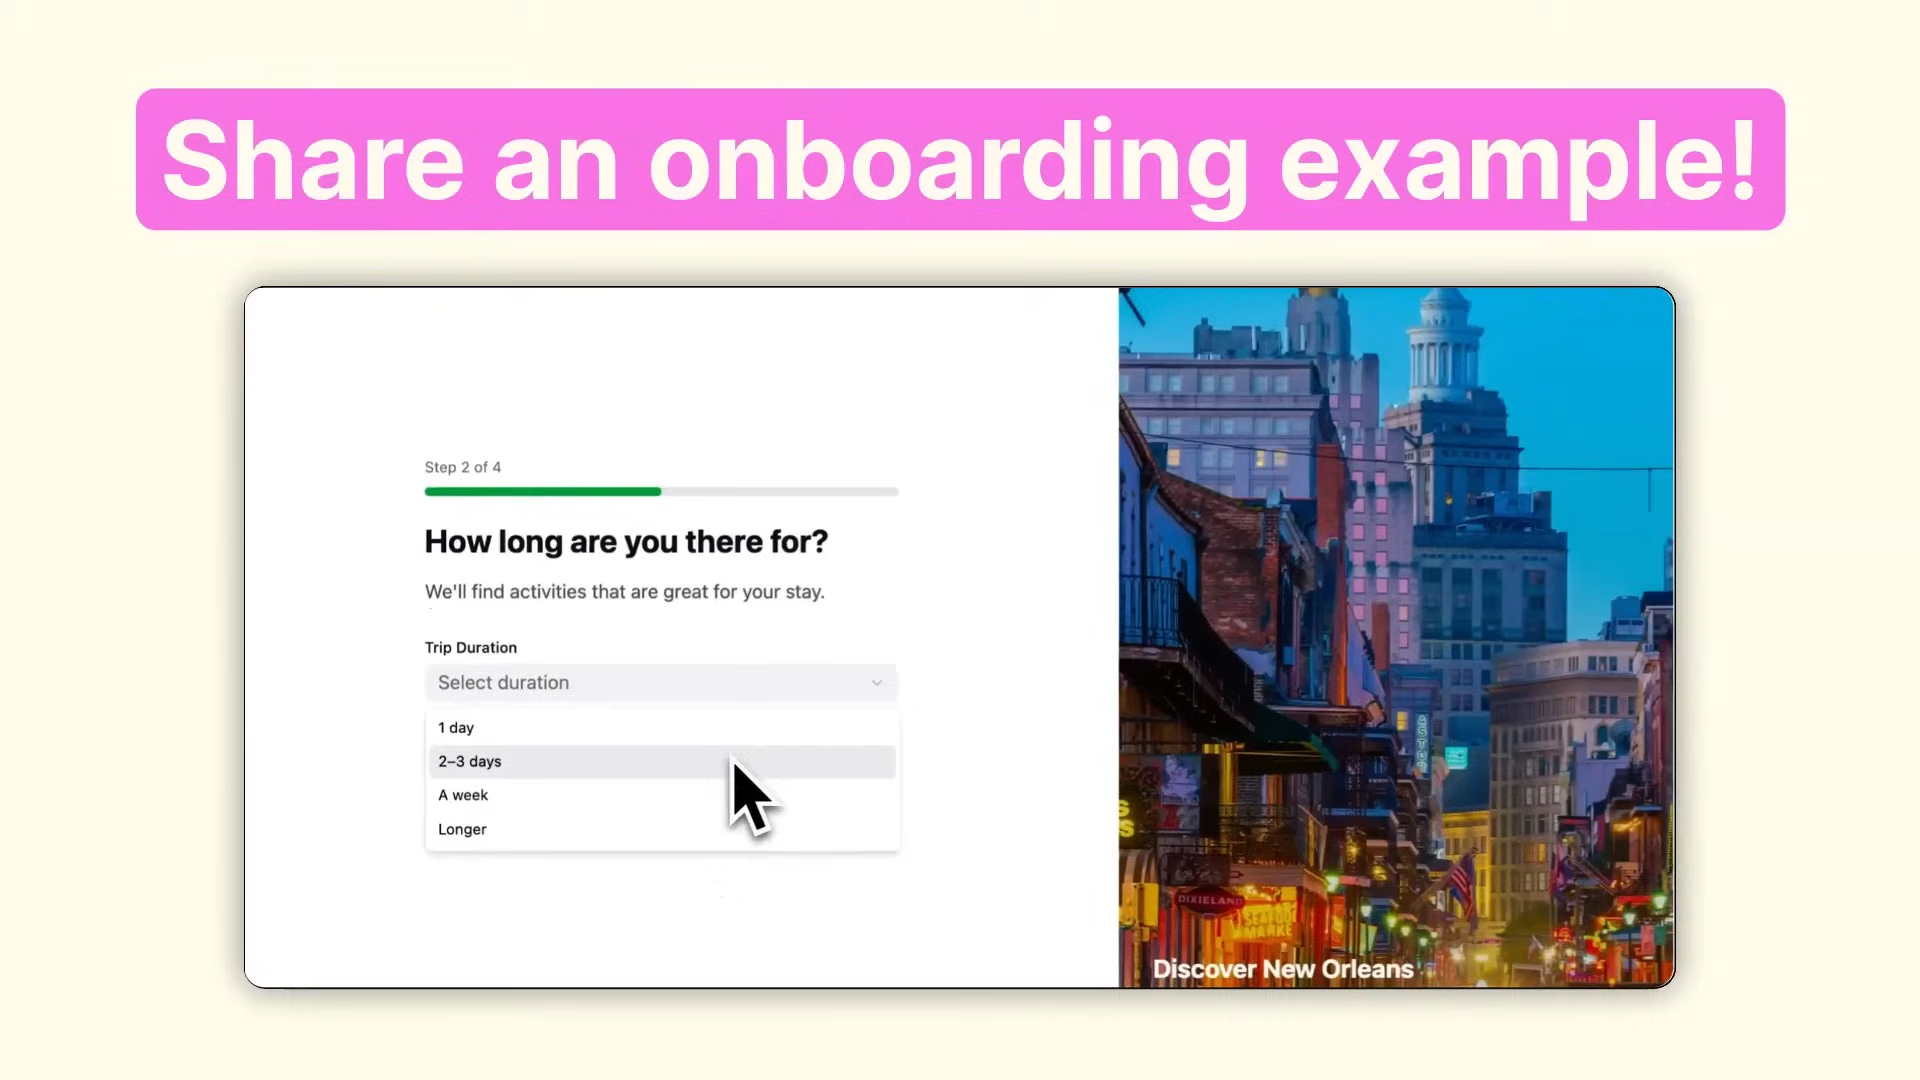 Share an onboarding example!
Step 2 of 4
How long are you there for?
We'll find activities that are great for your stay.
Trip Duration
Select duration
1 day
2–3 days
A week
Longer
DIXIELAND
SEAFOOD
Discover New Orleans